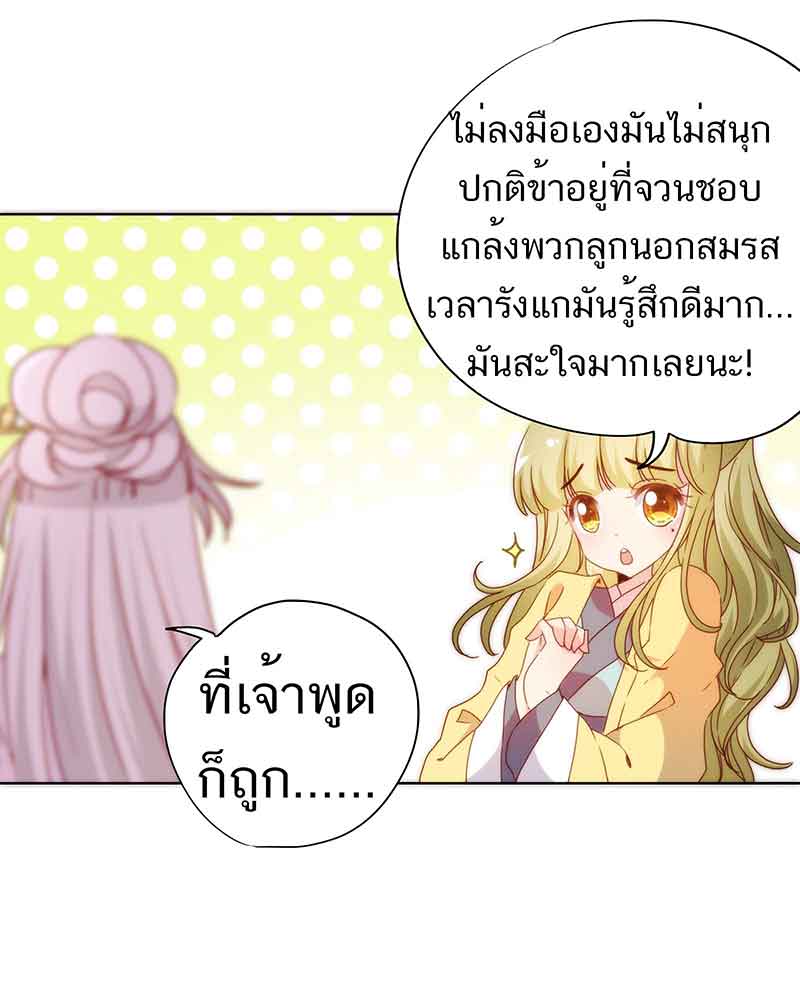 ไม่ลงมือเองมันไม่สนุก
ปกติข้าอยู่ที่จวนชอบ
แกล้งพวกลูกนอกสมรส
เวลารังแกมันรู้สึกดีมาก...
มันสะใจมากเลยนะ!
ที่เจ้าพูด
ก็ถูก......